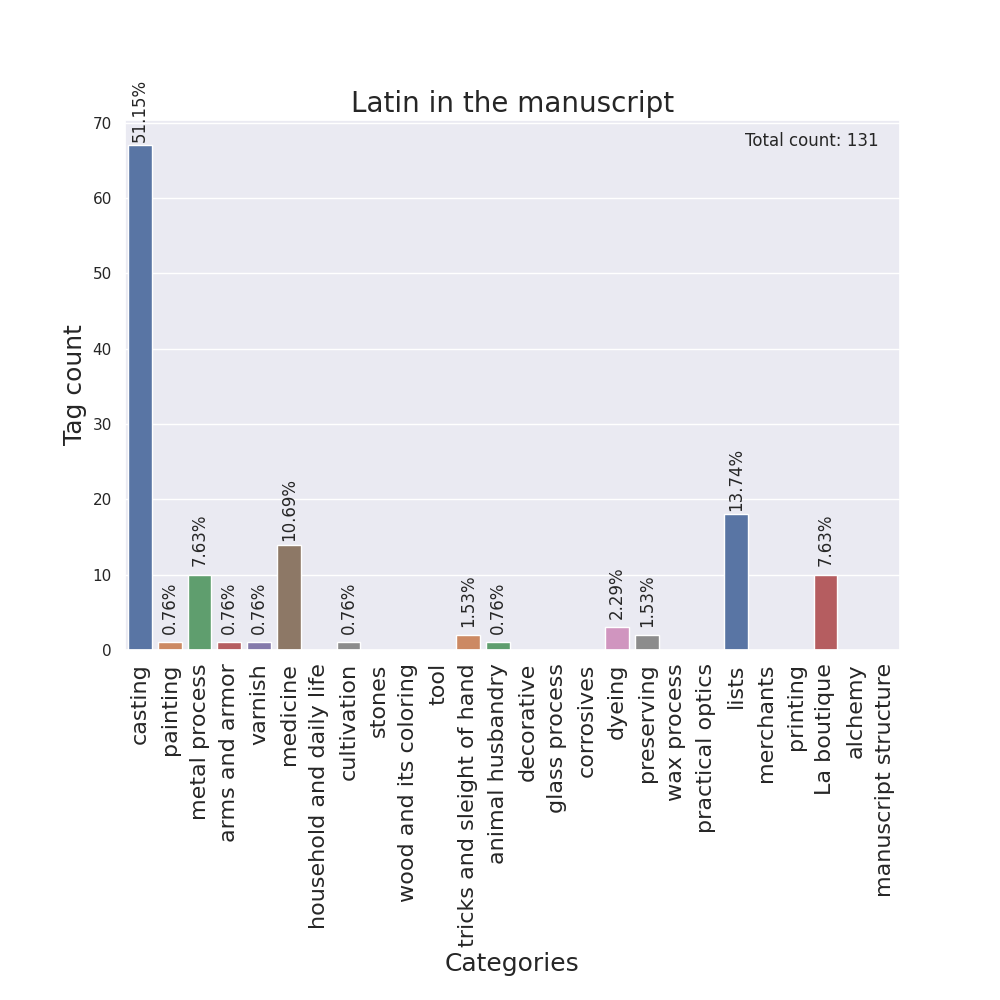 Latin in the manuscript
Total count: 131
Tag count
70
60
50
40
30
20
10
0
51.15%
0.76%
7.63%
0.76%
0.76%
10.69%
0.76%
1.53%
0.76%
2.29%
1.53%
13.74%
7.63%
casting
painting
metal process
arms and armor
varnish
medicine
household and daily life
cultivation
stones
wood and its coloring
tool
tricks and sleight of hand
animal husbandry
decorative
glass process
corrosives
dyeing
preserving
wax process
practical optics
lists
merchants
printing
La boutique
alchemy
manuscript structure
Categories